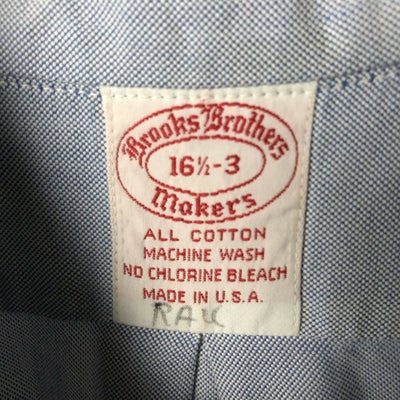 Brooks Brothers
16½-3
Makers
ALL COTTON
MACHINE WASH
NO CHLORINE BLEACH
MADE IN U.S.A.
RAK